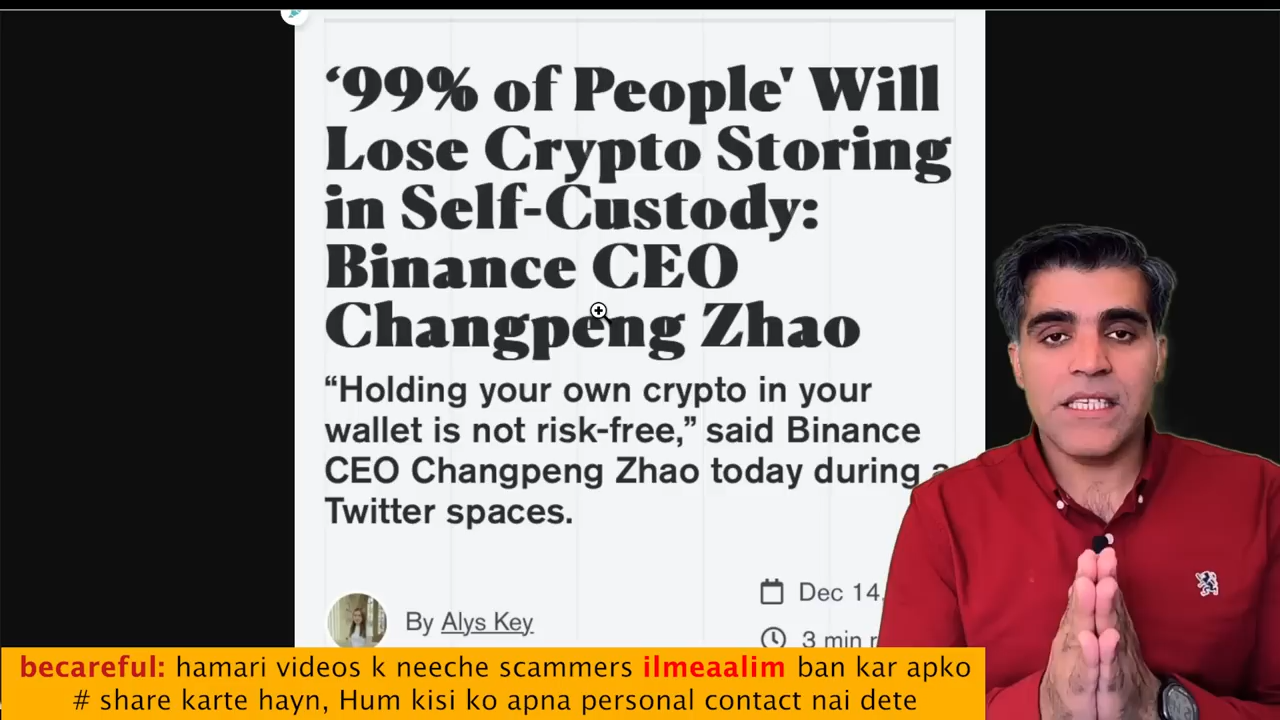 ‘99% of People' Will
Lose Crypto Storing
in Self-Custody:
Binance CEO
Changpeng Zhao
“Holding your own crypto in your
wallet is not risk-free,” said Binance
CEO Changpeng Zhao today during a
Twitter spaces.
By Alys Key
Dec 14,
3 min
becareful: hamari videos k neeche scammers ilmeaalim ban kar apko
# share karte hayn, Hum kisi ko apna personal contact nai dete